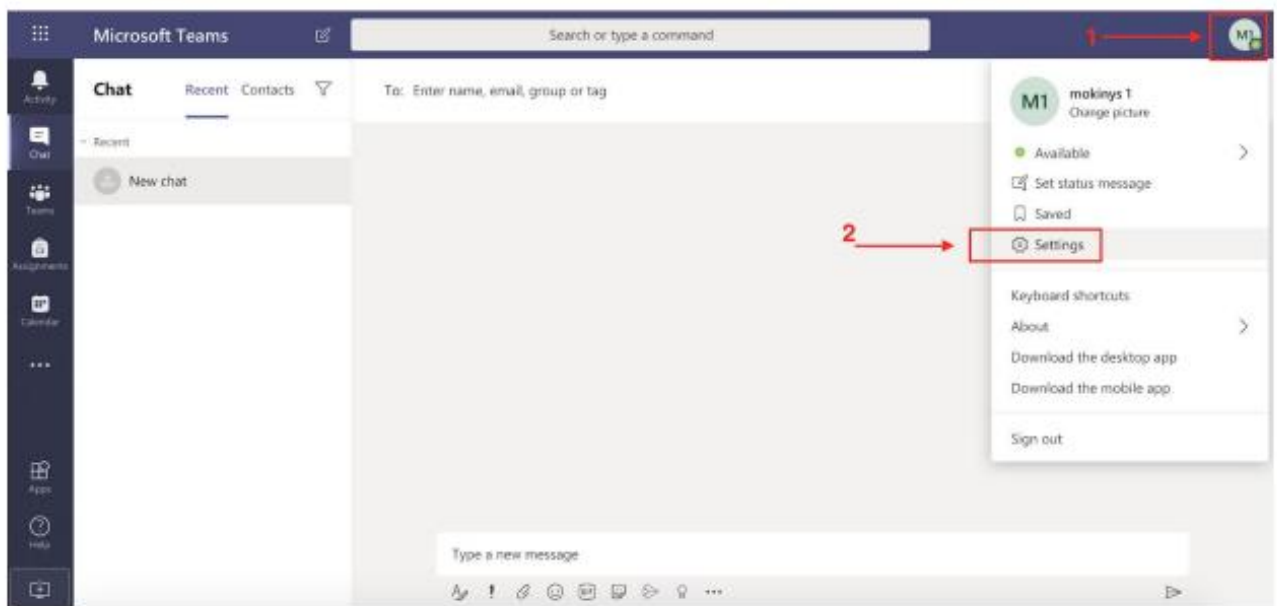 Microsoft Teams
Search or type a command
1
M1
Activity
Chat
Teams
Assignments
Calendar
Apps
Help
Chat
Recent Contacts
Recent
New chat
To: Enter name, email, group or tag
M1
mokinys 1
Change picture
Available
Set status message
Saved
2
Settings
Keyboard shortcuts
About
Download the desktop app
Download the mobile app
Sign out
Type a new message